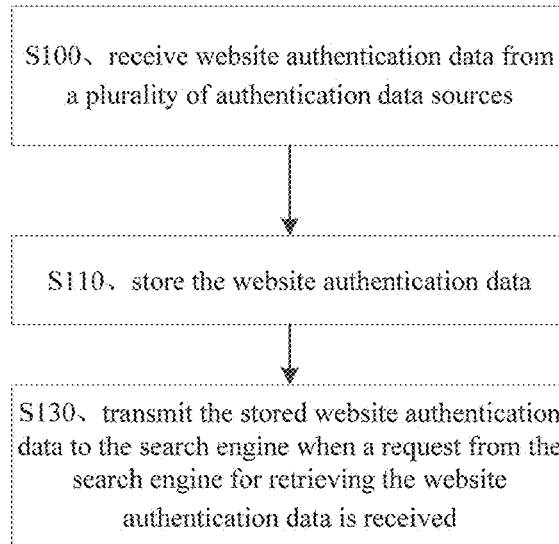 S100、receive website authentication data from
a plurality of authentication data sources
S110、store the website authentication data
S130、transmit the stored website authentication
data to the search engine when a request from the
search engine for retrieving the website
authentication data is received